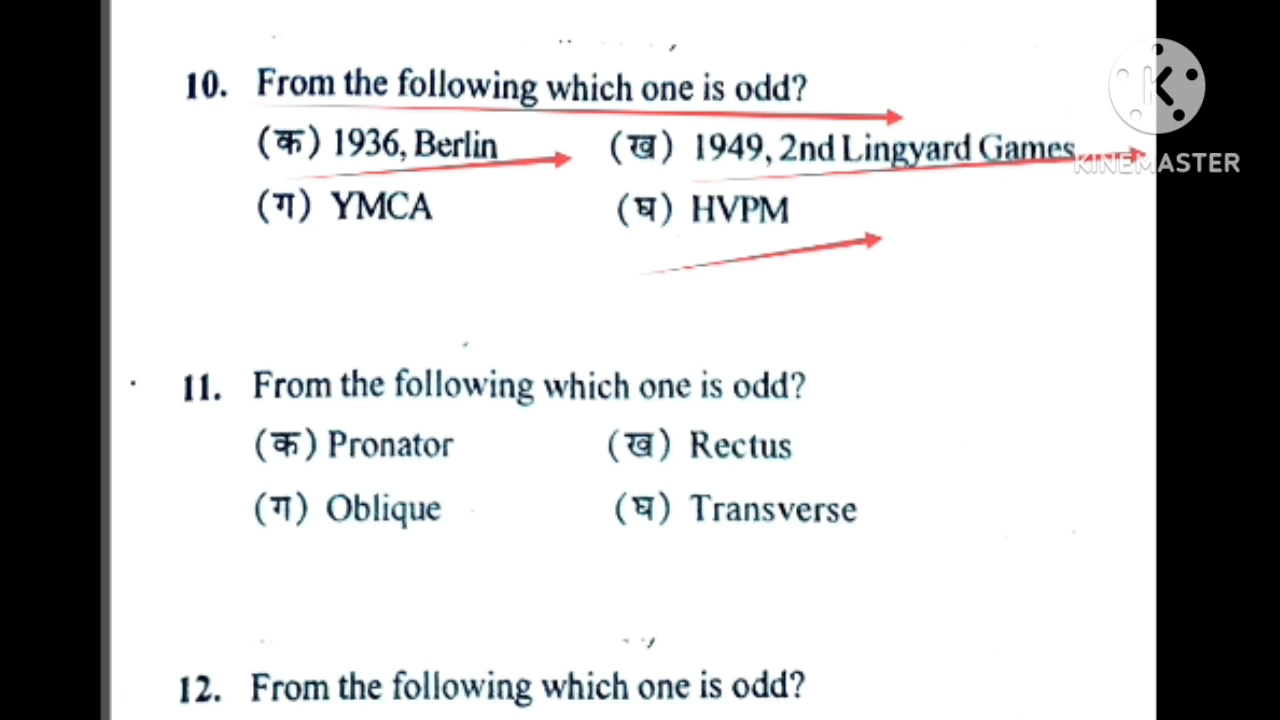 10. From the following which one is odd?
(क) 1936, Berlin (ख) 1949, 2nd Lingyard Games
KINEMASTER
(ग) YMCA (घ) HVPM
11. From the following which one is odd?
(क) Pronator (ख) Rectus
(ग) Oblique (घ) Transverse
12. From the following which one is odd?